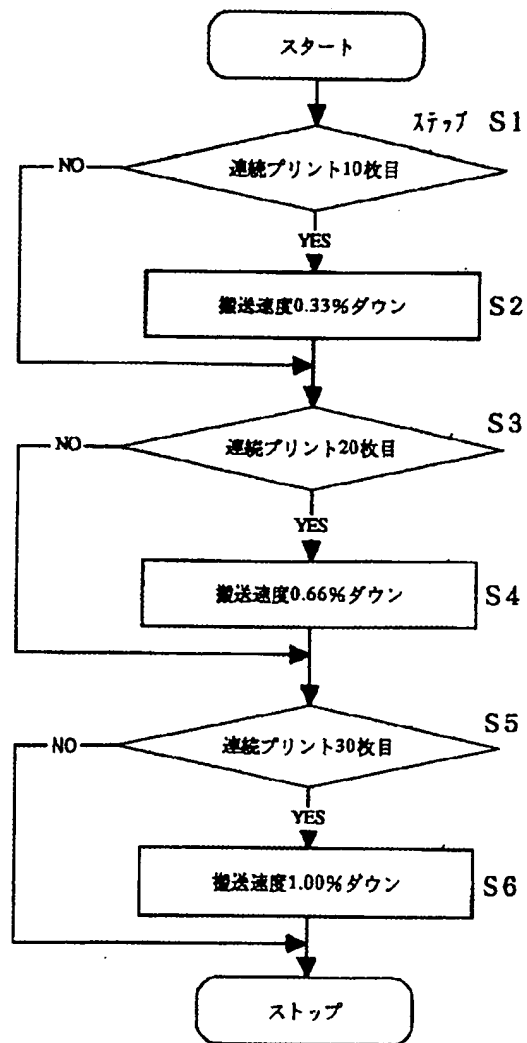 スタート
ステップ S1
連続プリント10枚目
NO
YES
搬送速度0.33%ダウン
S2
S3
連続プリント20枚目
NO
YES
搬送速度0.66%ダウン
S4
S5
連続プリント30枚目
NO
YES
搬送速度1.00%ダウン
S6
ストップ